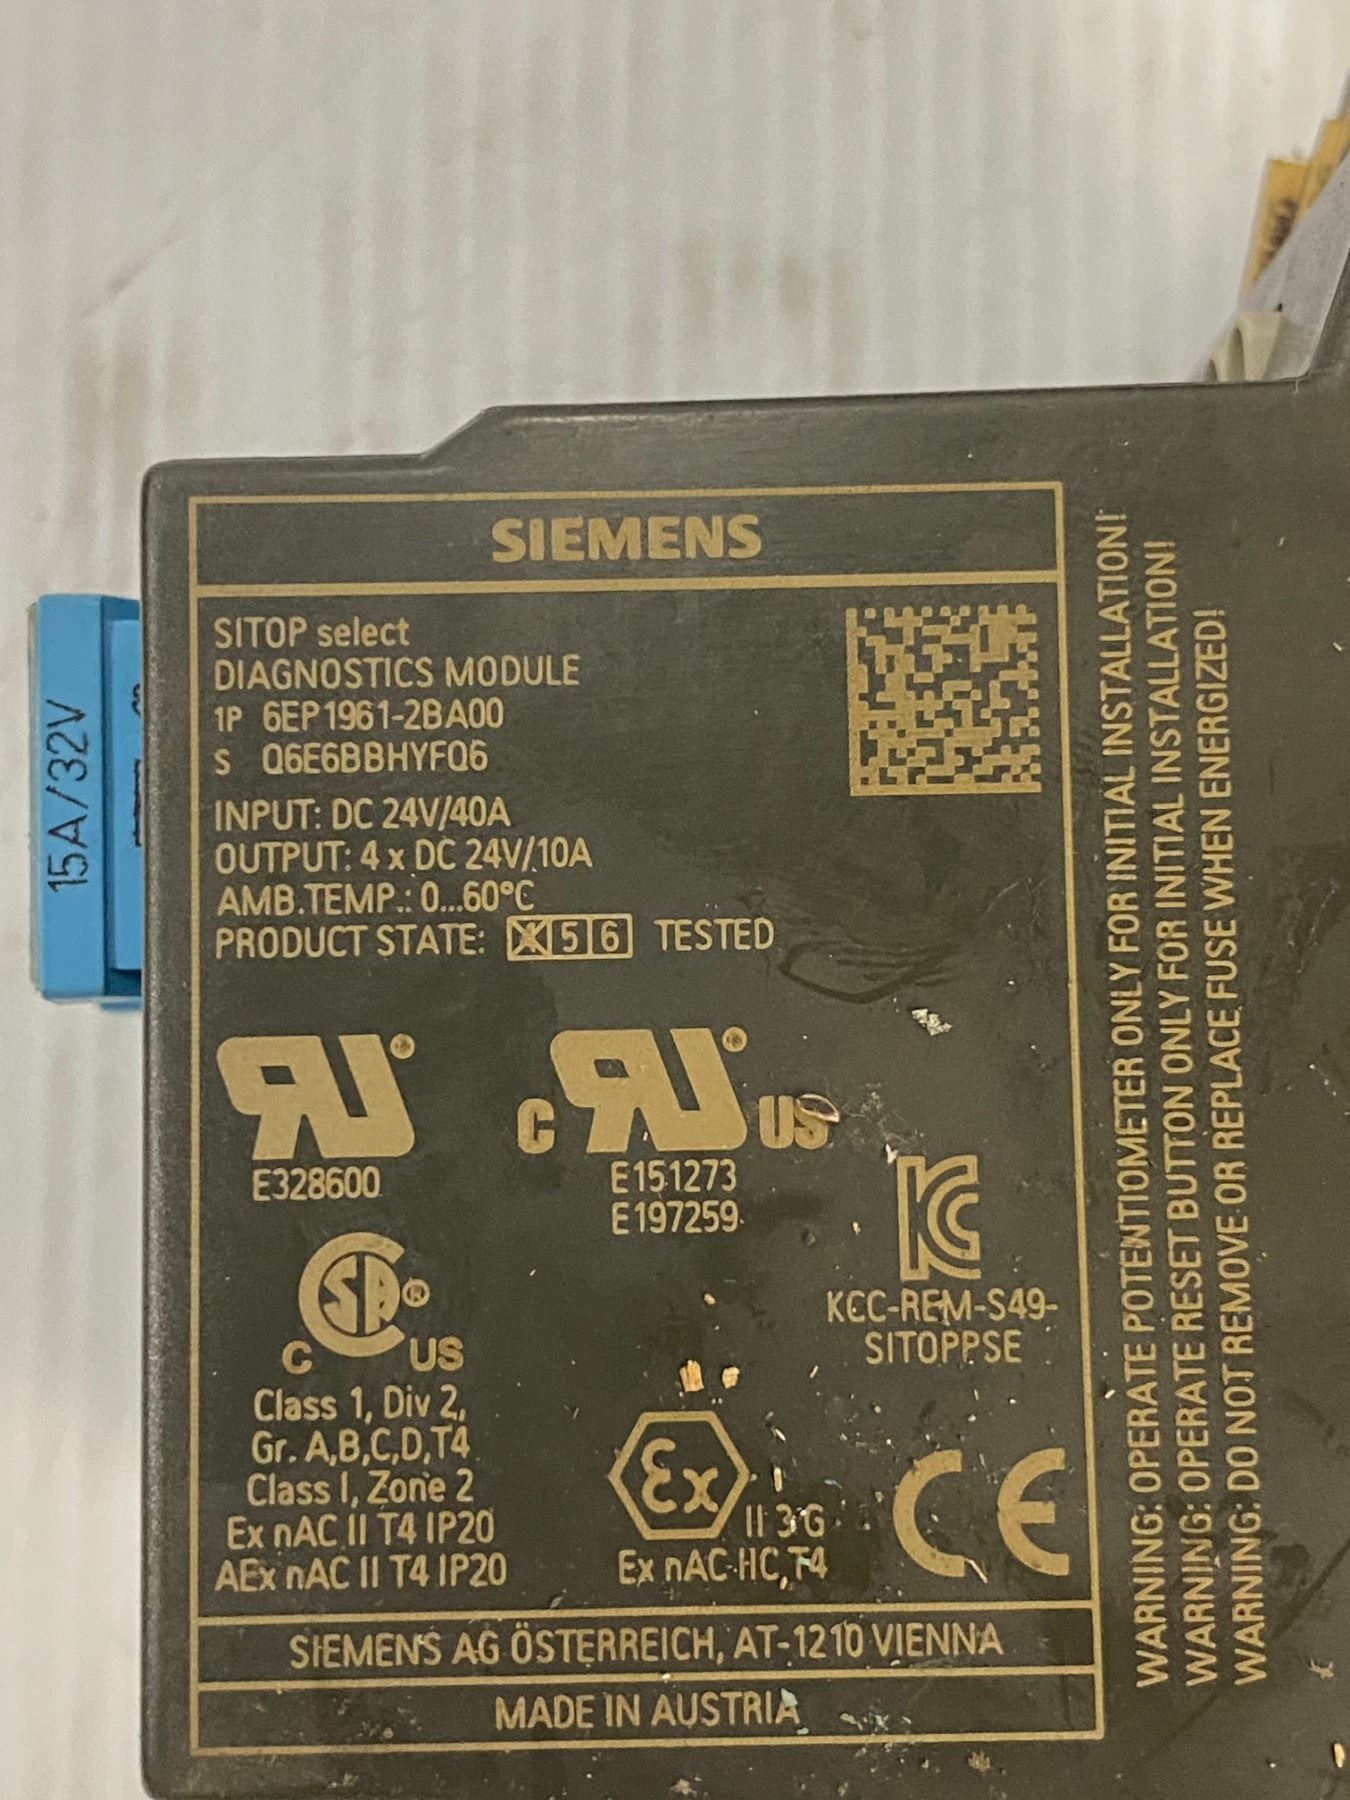 SIEMENS
SITOP select
DIAGNOSTICS MODULE
1P 6EP1961-2BA00
S Q6E6BBHYFQ6
INPUT: DC 24V/40A
OUTPUT: 4 x DC 24V/10A
AMB.TEMP.: 0...60°C
PRODUCT STATE: 5 6 TESTED
E328600
C US
E151273
E197259
KCC-REM-S49-
SITOPPSE
C US
Class 1, Div 2,
Gr. A,B,C,D,T4
Class I, Zone 2
Ex nAC II T4 IP20
AEx nAC II T4 IP20
Ex II 3 G
Ex nAC IIC,T4
CE
SIEMENS AG ÖSTERREICH, AT-1210 VIENNA
MADE IN AUSTRIA
WARNING: OPERATE POTENTIOMETER ONLY FOR INITIAL INSTALLATION!
WARNING: OPERATE RESET BUTTON ONLY FOR INITIAL INSTALLATION!
WARNING: DO NOT REMOVE OR REPLACE FUSE WHEN ENERGIZED!
15A/32V